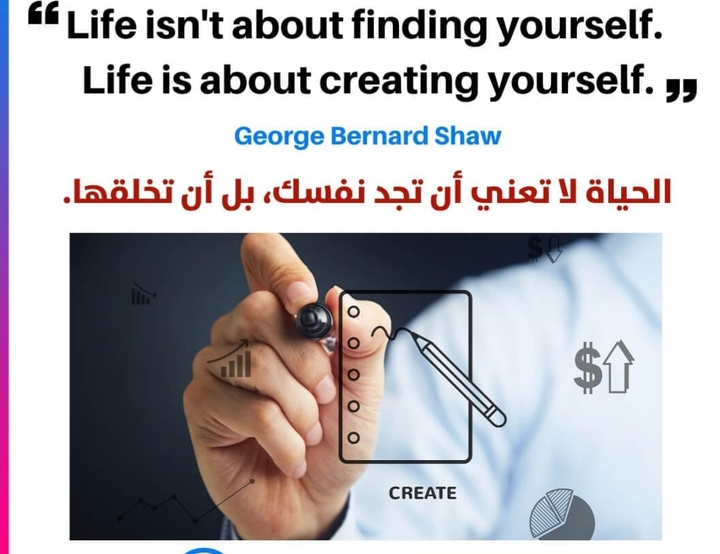 “ Life isn't about finding yourself.
Life is about creating yourself. ”
George Bernard Shaw
الحياة لا تعني أن تجد نفسك، بل أن تخلقها.
$
$
CREATE